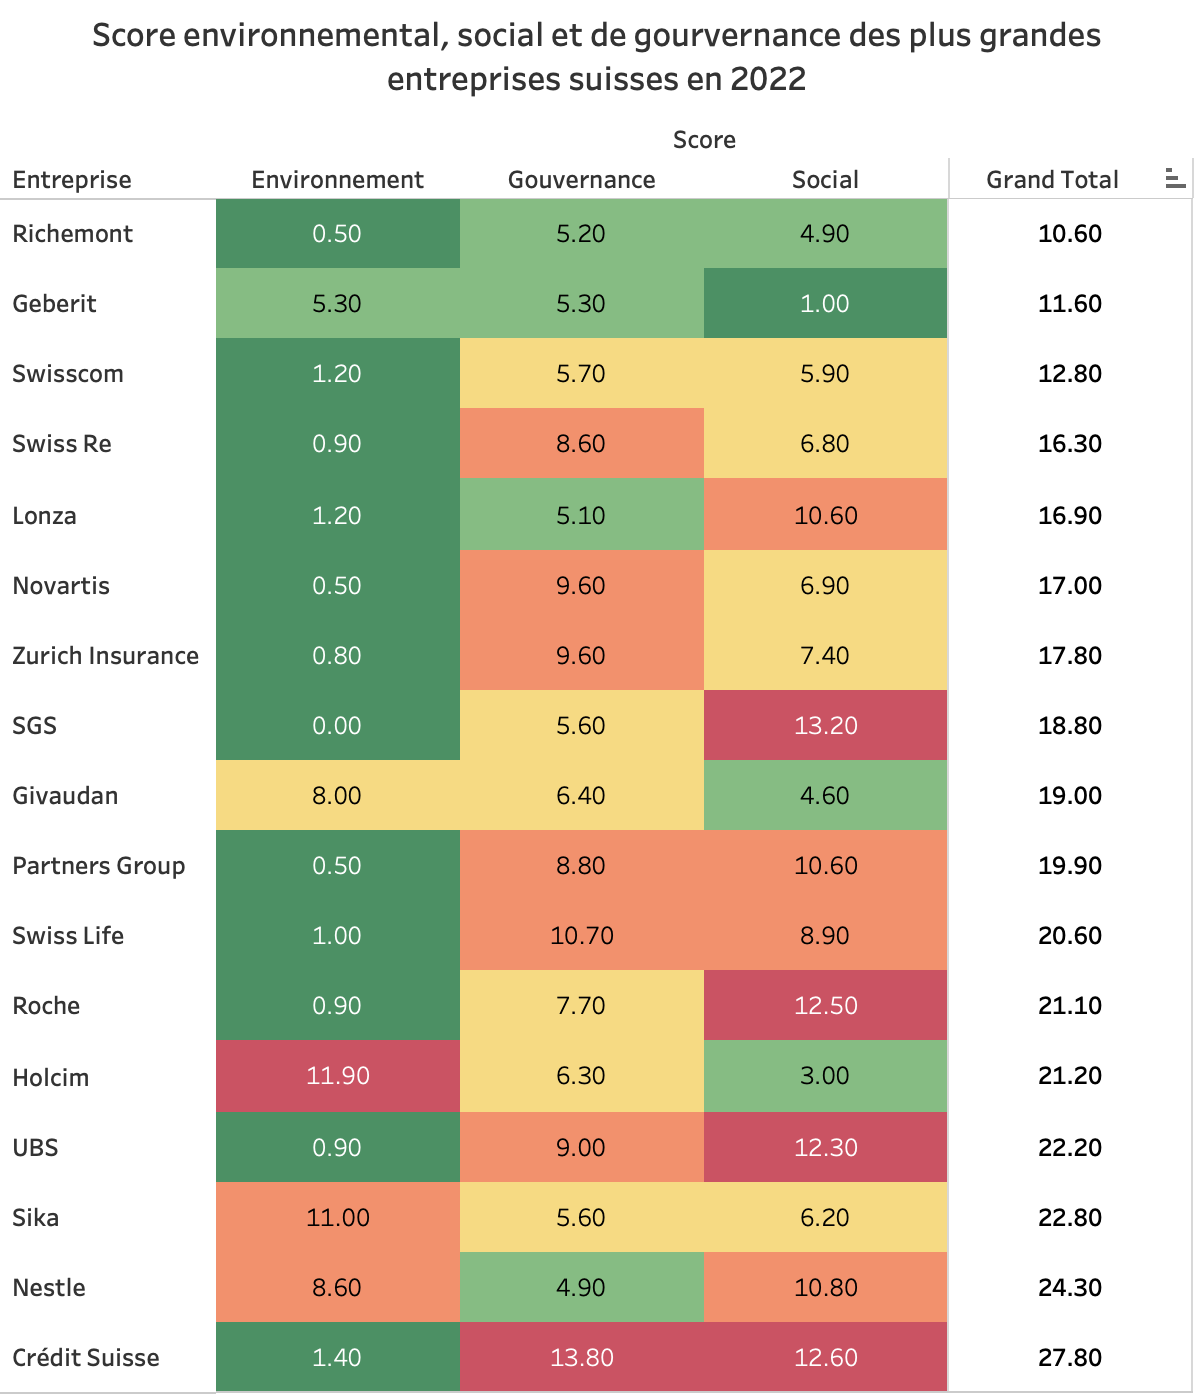 Score environnemental, social et de gourvernance des plus grandes
entreprises suisses en 2022
Score
Entreprise Environnement Gouvernance Social Grand Total
Richemont 0.50 5.20 4.90 10.60
Geberit 5.30 5.30 1.00 11.60
Swisscom 1.20 5.70 5.90 12.80
Swiss Re 0.90 8.60 6.80 16.30
Lonza 1.20 5.10 10.60 16.90
Novartis 0.50 9.60 6.90 17.00
Zurich Insurance 0.80 9.60 7.40 17.80
SGS 0.00 5.60 13.20 18.80
Givaudan 8.00 6.40 4.60 19.00
Partners Group 0.50 8.80 10.60 19.90
Swiss Life 1.00 10.70 8.90 20.60
Roche 0.90 7.70 12.50 21.10
Holcim 11.90 6.30 3.00 21.20
UBS 0.90 9.00 12.30 22.20
Sika 11.00 5.60 6.20 22.80
Nestle 8.60 4.90 10.80 24.30
Crédit Suisse 1.40 13.80 12.60 27.80